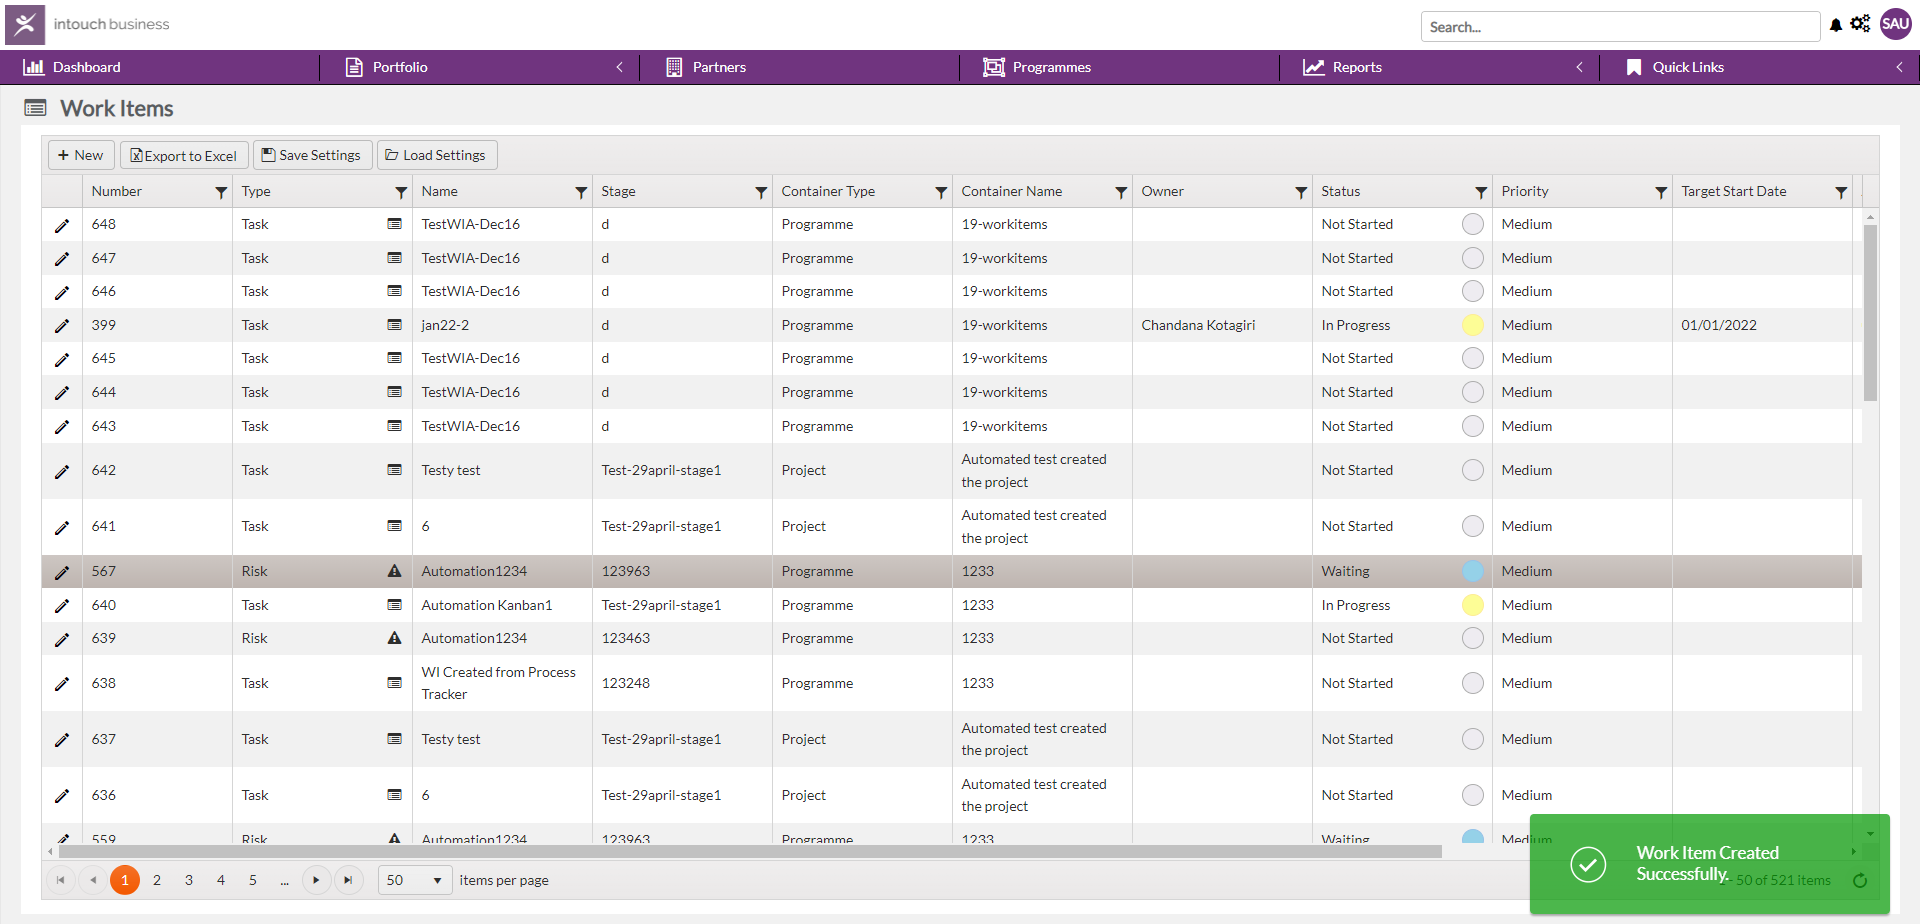 intouch business
Search...
SAU
Dashboard
Portfolio
Partners
Programmes
Reports
Quick Links
Work Items
New
Export to Excel
Save Settings
Load Settings
Number Type Name Stage Container Type Container Name Owner Status Priority Target Start Date
648 Task TestWIA-Dec16 d Programme 19-workitems Not Started Medium
647 Task TestWIA-Dec16 d Programme 19-workitems Not Started Medium
646 Task TestWIA-Dec16 d Programme 19-workitems Not Started Medium
399 Task jan22-2 d Programme 19-workitems Chandana Kotagiri In Progress Medium 01/01/2022
645 Task TestWIA-Dec16 d Programme 19-workitems Not Started Medium
644 Task TestWIA-Dec16 d Programme 19-workitems Not Started Medium
643 Task TestWIA-Dec16 d Programme 19-workitems Not Started Medium
642 Task Testy test Test-29april-stage1 Project Automated test created
the project Not Started Medium
641 Task 6 Test-29april-stage1 Project Automated test created
the project Not Started Medium
567 Risk Automation1234 123963 Programme 1233 Waiting Medium
640 Task Automation Kanban1 Test-29april-stage1 Programme 1233 In Progress Medium
639 Risk Automation1234 123463 Programme 1233 Not Started Medium
638 Task WI Created from Process
Tracker 123248 Programme 1233 Not Started Medium
637 Task Testy test Test-29april-stage1 Project Automated test created
the project Not Started Medium
636 Task 6 Test-29april-stage1 Project Automated test created
the project Not Started Medium
559 Risk Automation1234 123963 Programme 1233 Waiting Medium
1 2 3 4 5 ... 50 items per page
- 50 of 521 items
Work Item Created
Successfully.